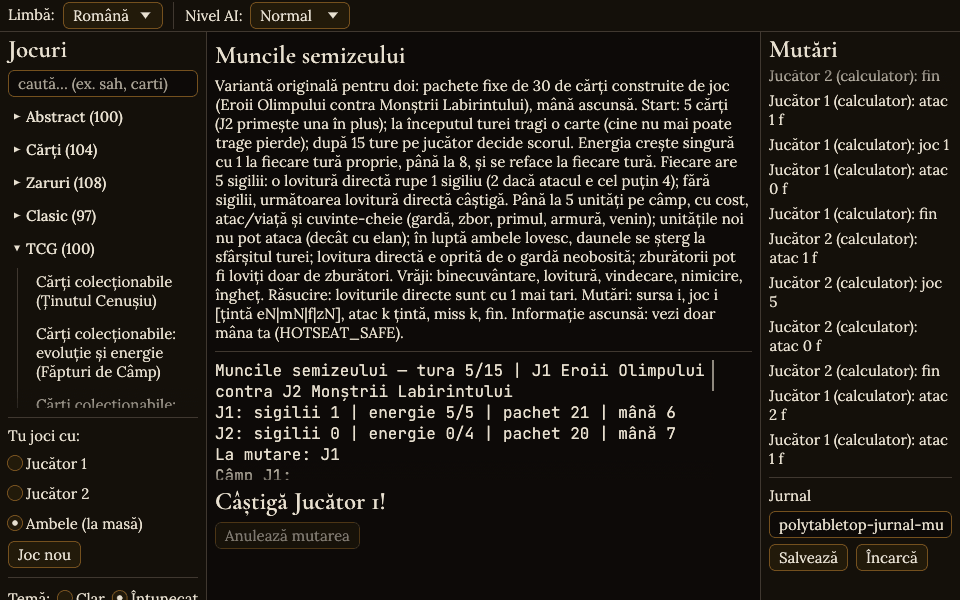 Limbă: Română ▼ Nivel AI: Normal ▼
Jocuri
caută... (ex. sah, carti)
▸ Abstract (100)
▸ Cărți (104)
▸ Zaruri (108)
▸ Clasic (97)
▾ TCG (100)
Cărți colecționabile
(Ținutul Cenușiu)
Cărți colecționabile:
evoluție și energie
(Făpturi de Câmp)
Cărți colecționabile:
Tu joci cu:
Jucător 1
Jucător 2
Ambele (la masă)
Joc nou
Temă: Clar Întunecat
Muncile semizeului
Variantă originală pentru doi: pachete fixe de 30 de cărți construite de joc
(Eroii Olimpului contra Monștrii Labirintului), mână ascunsă. Start: 5 cărți
(J2 primește una în plus); la începutul turei tragi o carte (cine nu mai poate
trage pierde); după 15 ture pe jucător decide scorul. Energia crește singură
cu 1 la fiecare tură proprie, până la 8, și se reface la fiecare tură. Fiecare are
5 sigilii: o lovitură directă rupe 1 sigiliu (2 dacă atacul e cel puțin 4); fără
sigilii, următoarea lovitură directă câștigă. Până la 5 unități pe câmp, cu cost,
atac/viață și cuvinte-cheie (gardă, zbor, primul, armură, venin); unitățile noi
nu pot ataca (decât cu elan); în luptă ambele lovesc, daunele se șterg la
sfârșitul turei; lovitura directă e oprită de o gardă neobosită; zburătorii pot
fi loviți doar de zburători. Vrăji: binecuvântare, lovitură, vindecare, nimicire,
îngheț. Răsucire: loviturile directe sunt cu 1 mai tari. Mutări: sursa i, joc i
[țintă eN|mN|f|zN], atac k țintă, miss k, fin. Informație ascunsă: vezi doar
mâna ta (HOTSEAT_SAFE).
Muncile semizeului — tura 5/15 | J1 Eroii Olimpului
contra J2 Monștrii Labirintului
J1: sigilii 1 | energie 5/5 | pachet 21 | mână 6
J2: sigilii 0 | energie 0/4 | pachet 20 | mână 7
La mutare: J1
Câmp J1:
Câștigă Jucător 1!
Anulează mutarea
Mutări
Jucător 2 (calculator): fin
Jucător 1 (calculator): atac
1 f
Jucător 1 (calculator): joc 1
Jucător 1 (calculator): atac
0 f
Jucător 1 (calculator): fin
Jucător 2 (calculator):
atac 1 f
Jucător 2 (calculator): joc
5
Jucător 2 (calculator):
atac 0 f
Jucător 2 (calculator): fin
Jucător 1 (calculator): atac
2 f
Jucător 1 (calculator): atac
1 f
Jurnal
polytabletop-jurnal-mu
Salvează Încarcă